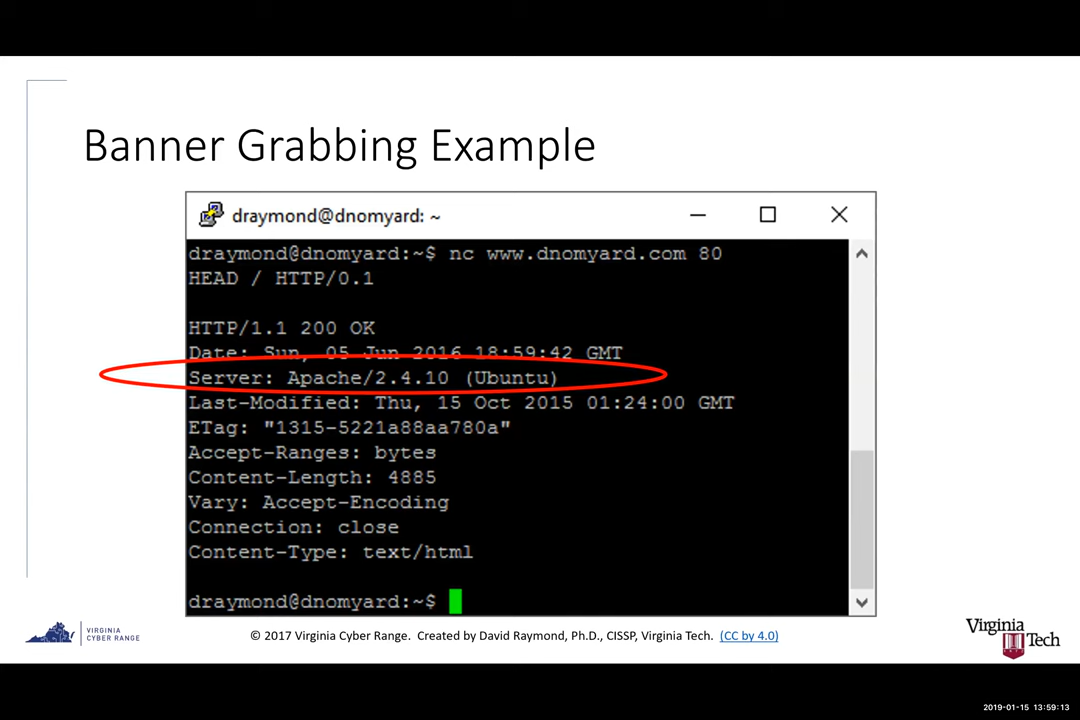 Banner Grabbing Example
draymond@dnomyard: ~
draymond@dnomyard:~$ nc www.dnomyard.com 80
HEAD / HTTP/0.1
HTTP/1.1 200 OK
Date: Sun, 05 Jun 2016 18:59:42 GMT
Server: Apache/2.4.10 (Ubuntu)
Last-Modified: Thu, 15 Oct 2015 01:24:00 GMT
ETag: "1315-5221a88aa780a"
Accept-Ranges: bytes
Content-Length: 4885
Vary: Accept-Encoding
Connection: close
Content-Type: text/html
draymond@dnomyard:~$
VIRGINIA
CYBER RANGE
© 2017 Virginia Cyber Range. Created by David Raymond, Ph.D., CISSP, Virginia Tech. (CC by 4.0)
Virginia
Tech
2019-01-15 13:59:13